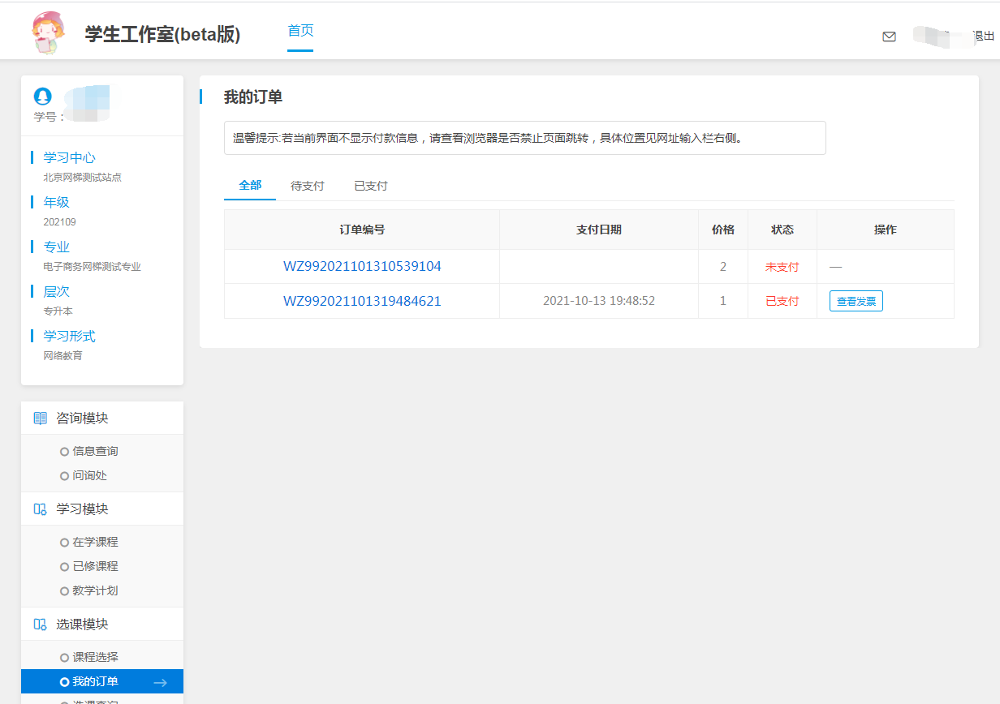 学生工作室(beta版)
首页
退出
学号：
学习中心
北京网梯测试站点
年级
202109
专业
电子商务网梯测试专业
层次
专升本
学习形式
网络教育
咨询模块
信息查询
问询处
学习模块
在学课程
已修课程
教学计划
选课模块
课程选择
我的订单
选课查询
我的订单
温馨提示:若当前界面不显示付款信息，请查看浏览器是否禁止页面跳转，具体位置见网址输入栏右侧。
全部 待支付 已支付
订单编号 支付日期 价格 状态 操作
WZ992021101310539104 2 未支付 —
WZ992021101319484621 2021-10-13 19:48:52 1 已支付 查看发票